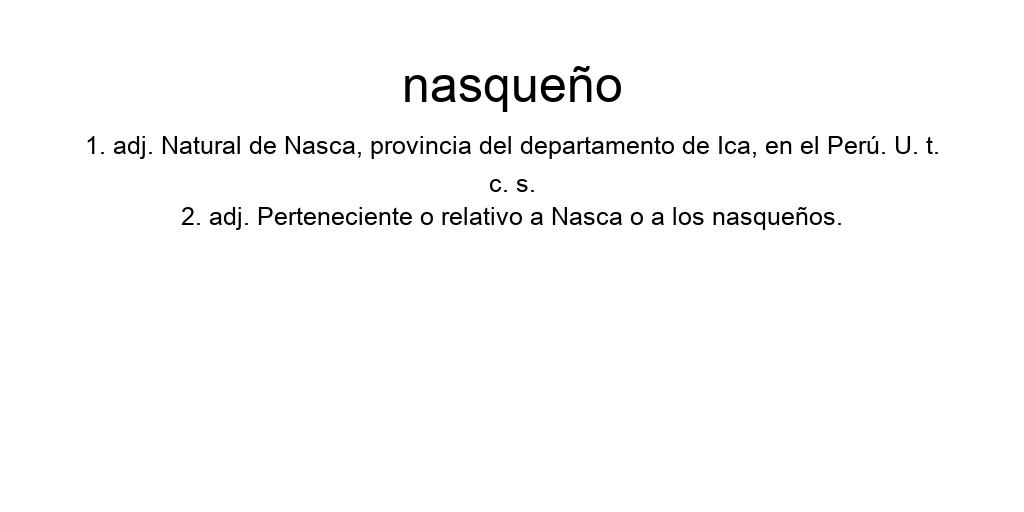 nasqueño
1. adj. Natural de Nasca, provincia del departamento de Ica, en el Perú. U. t.
c. s.
2. adj. Perteneciente o relativo a Nasca o a los nasqueños.